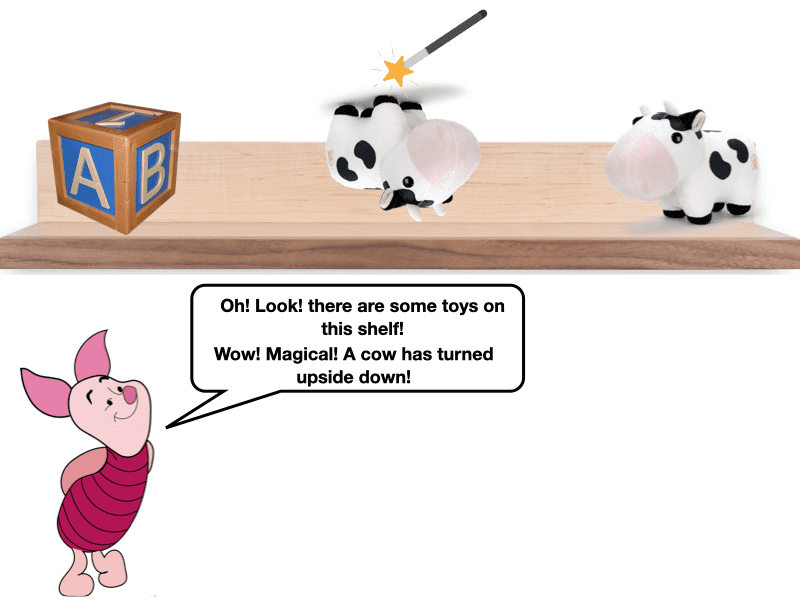 A B
Oh! Look! there are some toys on
this shelf!
Wow! Magical! A cow has turned
upside down!